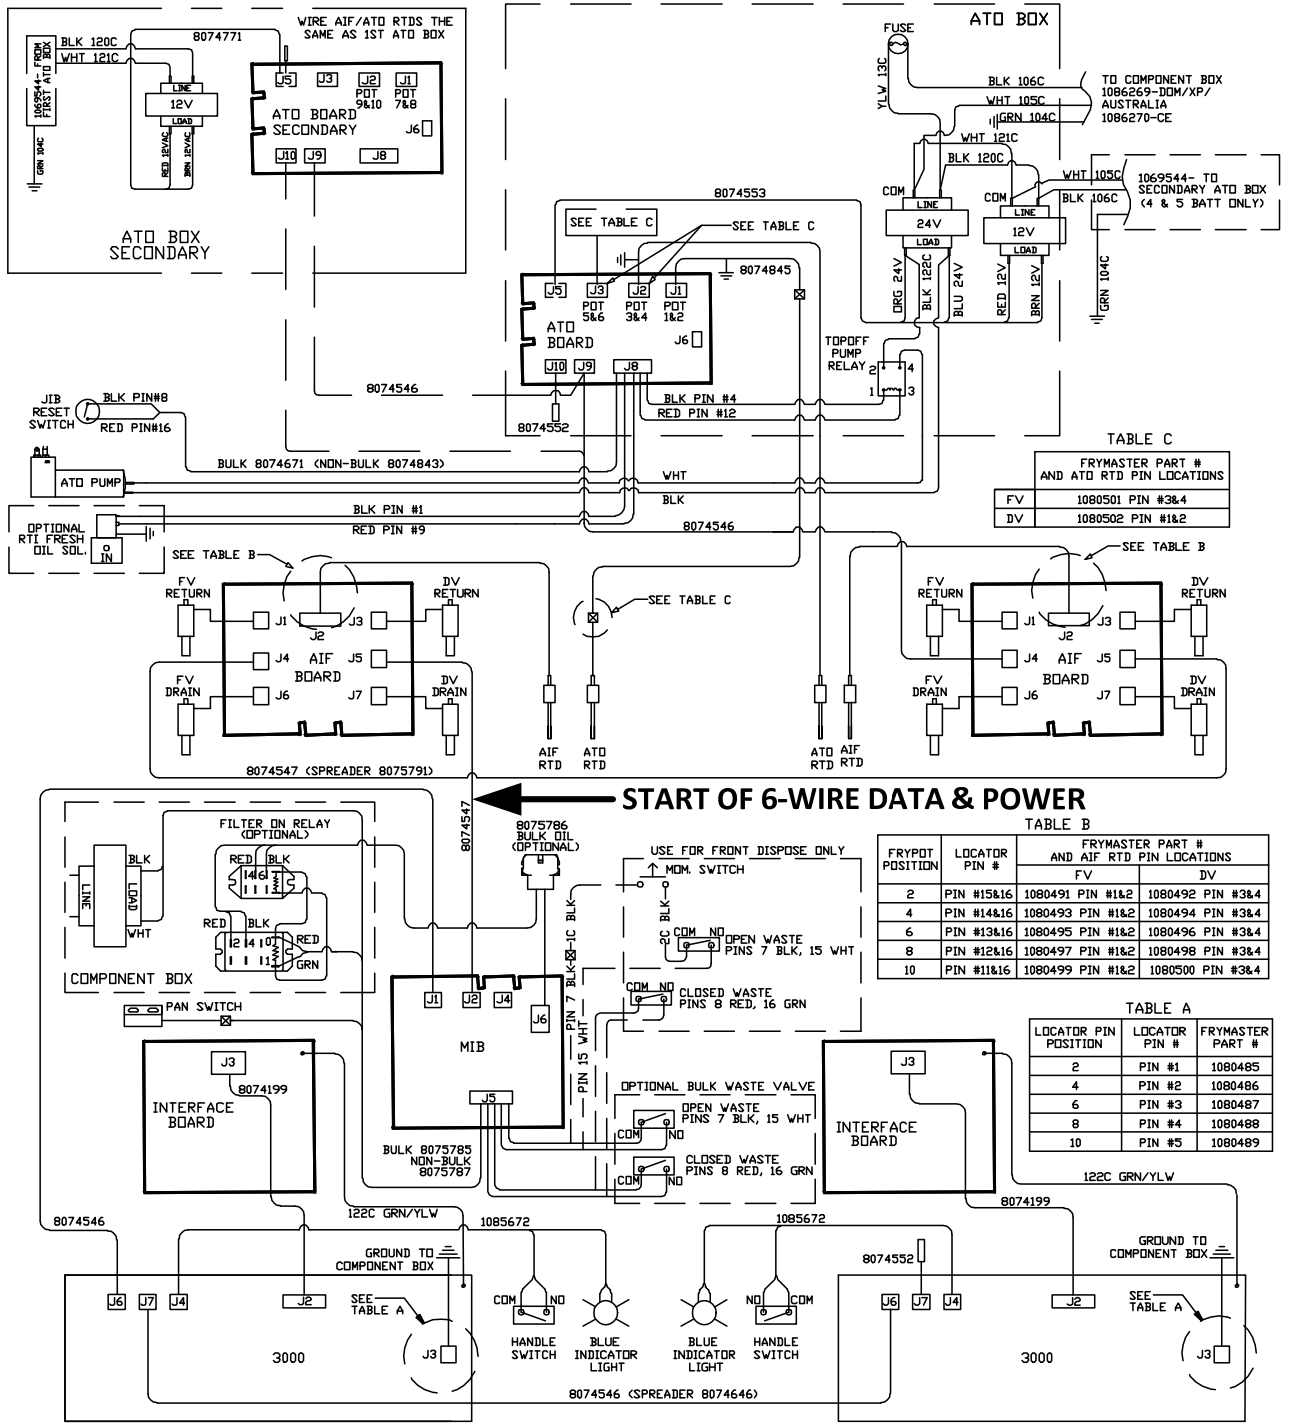 WIRE AIF/ATO RTDS THE
SAME AS 1ST ATO BOX
8074771
BLK 120C
WHT 121C
1069544- FROM
FIRST ATO BOX
GRN 104C
LINE
12V
LOAD
RED 12VAC
BRN 12VAC
J5
J3
J2
J1
POT
9&10
POT
7&8
ATO BOARD
SECONDARY
J6
J10
J9
J8
ATO BOX
SECONDARY
ATO BOX
FUSE
YLW 13C
BLK 106C
WHT 105C
GRN 104C
TO COMPONENT BOX
1086269-DOM/XP/
AUSTRALIA
1086270-CE
WHT 121C
BLK 120C
WHT 105C
BLK 106C
1069544- TO
SECONDARY ATO BOX
(4 & 5 BATT ONLY)
GRN 104C
COM
LINE
24V
LOAD
COM
LINE
12V
LOAD
ORG 24V
BLK 122C
BLU 24V
RED 12V
BRN 12V
8074553
SEE TABLE C
SEE TABLE C
8074845
J5
J3
J2
J1
POT
5&6
POT
3&4
POT
1&2
ATO
BOARD
J6
J10
J9
J8
TOPOFF
PUMP
RELAY
2
4
1
3
BLK PIN #4
RED PIN #12
8074546
8074552
JIB
RESET
SWITCH
BLK PIN#8
RED PIN#16
BULK 8074671 (NON-BULK 8074843)
ATO PUMP
WHT
BLK
OPTIONAL
RTI FRESH
OIL SOL.
IN
BLK PIN #1
RED PIN #9
8074546
TABLE C
FRYMASTER PART #
AND ATO RTD PIN LOCATIONS
FV 1080501 PIN #3&4
DV 1080502 PIN #1&2
SEE TABLE B
SEE TABLE C
SEE TABLE B
FV
RETURN
DV
RETURN
FV
DRAIN
DV
DRAIN
J1
J2
J3
J4
J5
J6
J7
AIF
BOARD
FV
RETURN
DV
RETURN
FV
DRAIN
DV
DRAIN
J1
J2
J3
J4
J5
J6
J7
AIF
BOARD
AIF
RTD
ATO
RTD
ATO
RTD
AIF
RTD
8074547 (SPREADER 8075791)
8074547
START OF 6-WIRE DATA & POWER
TABLE B
FRYPOT
POSITION
LOCATOR
PIN #
FRYMASTER PART #
AND AIF RTD PIN LOCATIONS
FV DV
2 PIN #15&16 1080491 PIN #1&2 1080492 PIN #3&4
4 PIN #14&16 1080493 PIN #1&2 1080494 PIN #3&4
6 PIN #13&16 1080495 PIN #1&2 1080496 PIN #3&4
8 PIN #12&16 1080497 PIN #1&2 1080498 PIN #3&4
10 PIN #11&16 1080499 PIN #1&2 1080500 PIN #3&4
FILTER ON RELAY
(OPTIONAL)
RED
BLK
4 6
BLK
LINE
LOAD
WHT
RED
BLK
2 4
0
1
RED
GRN
COMPONENT BOX
PAN SWITCH
8075786
BULK OIL
(OPTIONAL)
USE FOR FRONT DISPOSE ONLY
MOM. SWITCH
1C BLK
2C BLK
PIN 7 BLK
PIN 15 WHT
COM NO
OPEN WASTE
PINS 7 BLK, 15 WHT
COM NO
CLOSED WASTE
PINS 8 RED, 16 GRN
J1
J2
J4
J6
MIB
J5
OPTIONAL BULK WASTE VALVE
OPEN WASTE
PINS 7 BLK, 15 WHT
COM
NO
CLOSED WASTE
PINS 8 RED, 16 GRN
COM
NO
TABLE A
LOCATOR PIN
POSITION
LOCATOR
PIN #
FRYMASTER
PART #
2 PIN #1 1080485
4 PIN #2 1080486
6 PIN #3 1080487
8 PIN #4 1080488
10 PIN #5 1080489
J3
8074199
INTERFACE
BOARD
BULK 8075785
NON-BULK
8075787
J3
INTERFACE
BOARD
8074199
122C GRN/YLW
122C GRN/YLW
8074546
1085672
1085672
GROUND TO
COMPONENT BOX
GROUND TO
COMPONENT BOX
8074552
J6
J7
J4
J2
SEE
TABLE A
J3
3000
COM
NO
HANDLE
SWITCH
BLUE
INDICATOR
LIGHT
BLUE
INDICATOR
LIGHT
NO
COM
HANDLE
SWITCH
J6
J7
J4
J2
SEE
TABLE A
J3
3000
8074546 (SPREADER 8074646)